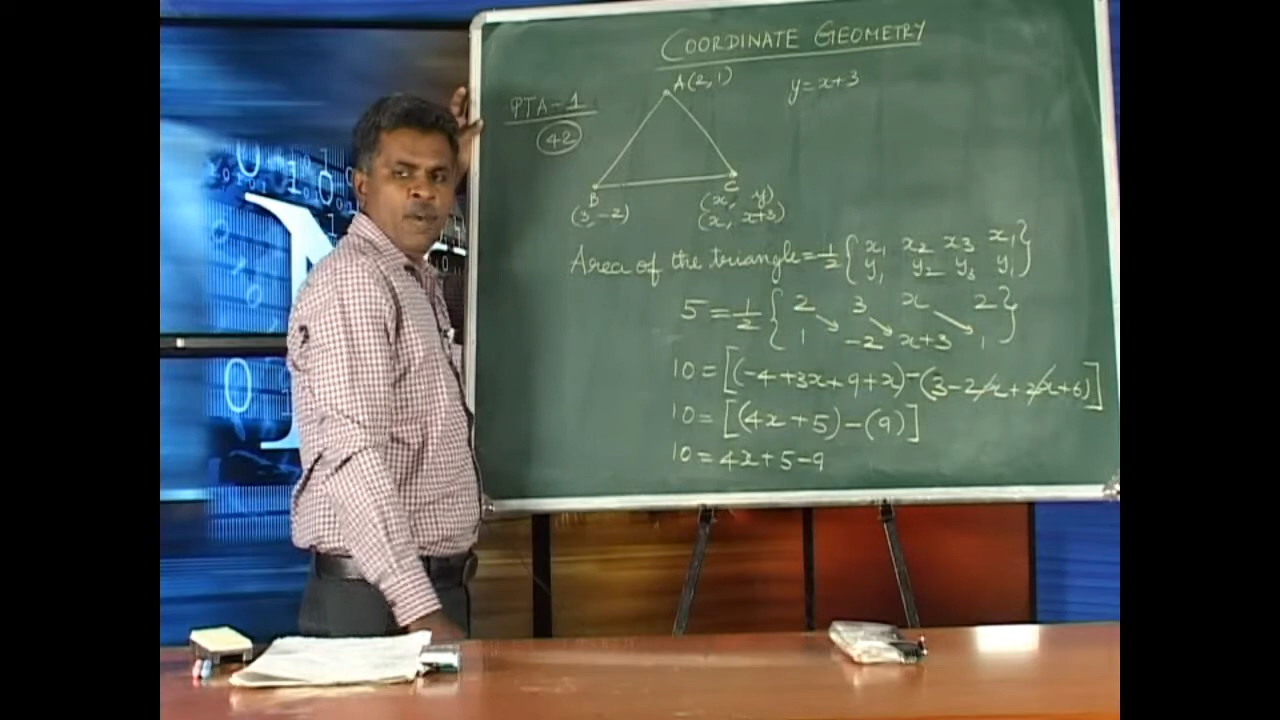 COORDINATE GEOMETRY
PTA-1
42
A(2, 1)
y=x+3
B
(3,-2)
C
(x, y)
(x, x+3)
Area of the triangle=1/2{x1 x2 x3 x1
y1 y2 y3 y1}
5=1/2{2 3 x 2
1 -2 x+3 1}
10=[(-4+3x+9+x)-(3-2x+2x+6)]
10=[(4x+5)-(9)]
10=4x+5-9